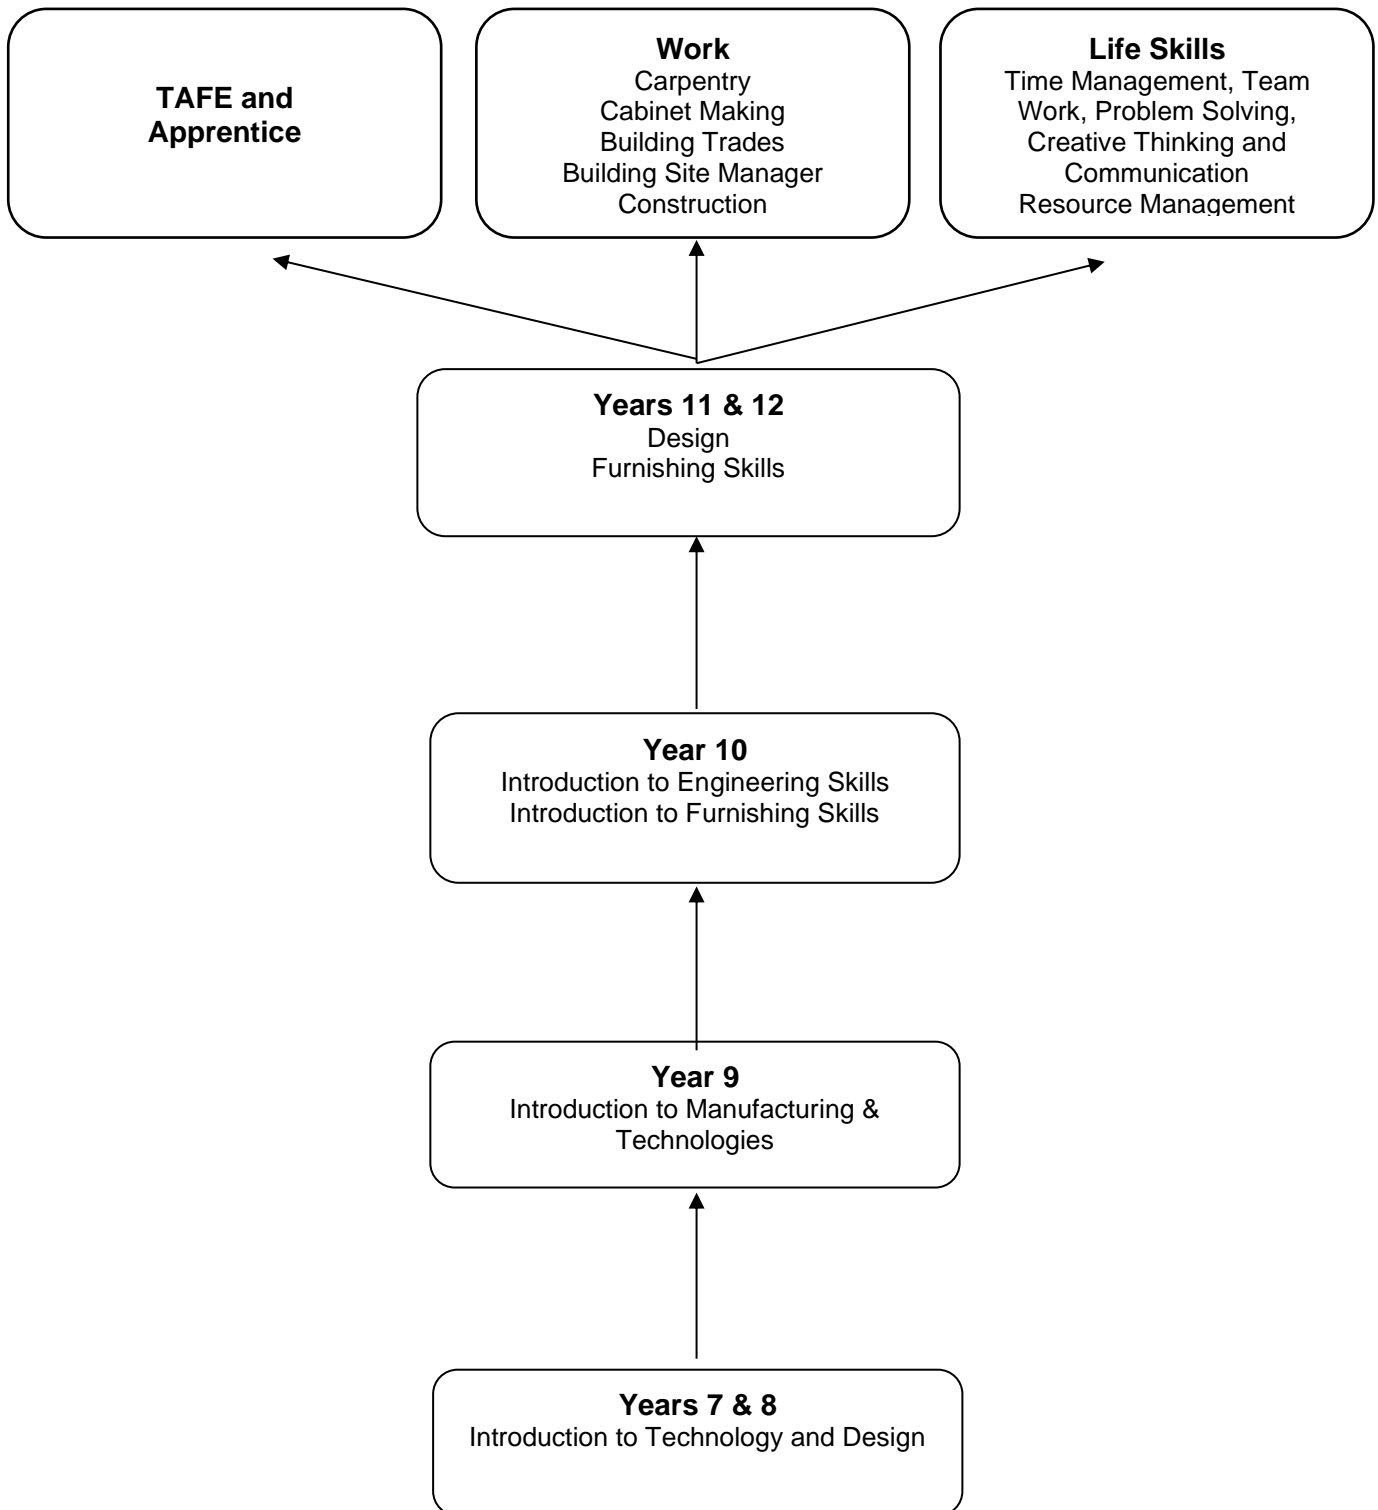 TAFE and
Apprentice
Work
Carpentry
Cabinet Making
Building Trades
Building Site Manager
Construction
Life Skills
Time Management, Team
Work, Problem Solving,
Creative Thinking and
Communication
Resource Management
Years 11 & 12
Design
Furnishing Skills
Year 10
Introduction to Engineering Skills
Introduction to Furnishing Skills
Year 9
Introduction to Manufacturing &
Technologies
Years 7 & 8
Introduction to Technology and Design